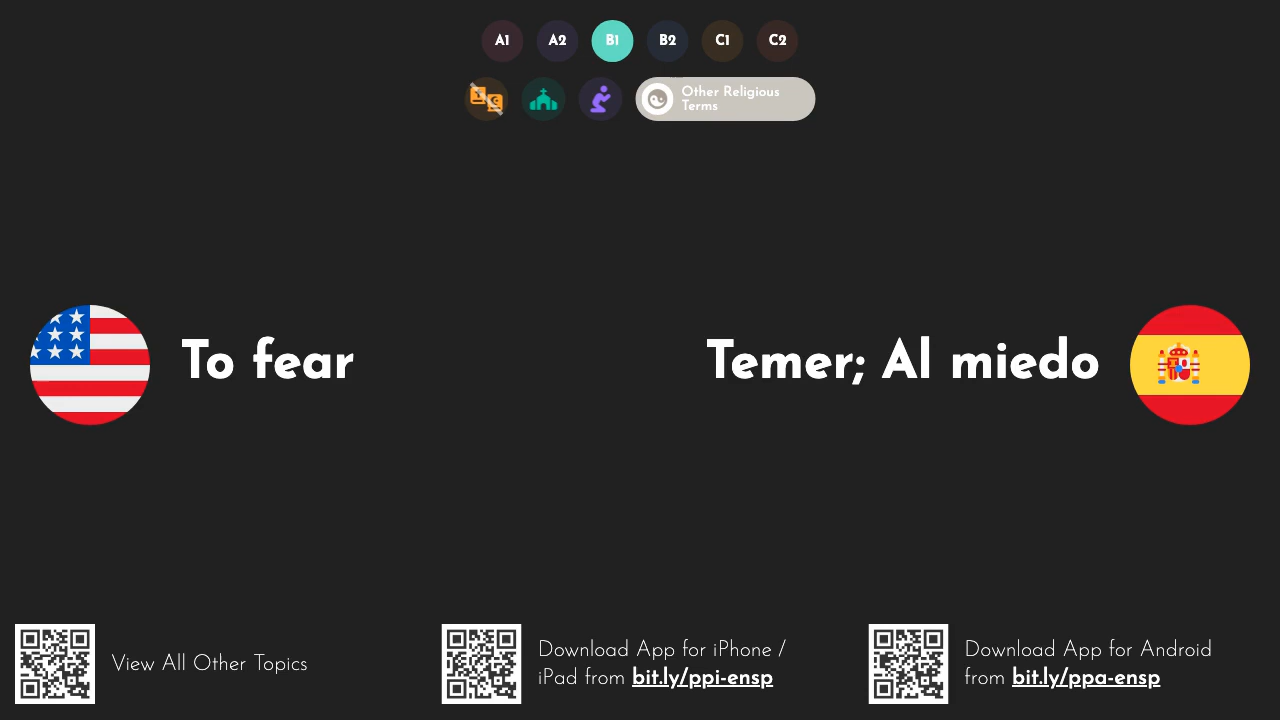 A1 A2 B1 B2 C1 C2
Other Religious
Terms
To fear
Temer; Al miedo
View All Other Topics
Download App for iPhone /
iPad from bit.ly/ppi-ensp
Download App for Android
from bit.ly/ppa-ensp